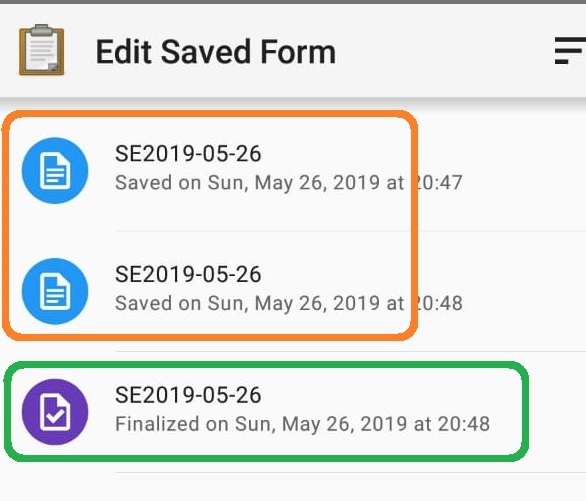 Edit Saved Form
SE2019-05-26
Saved on Sun, May 26, 2019 at 20:47
SE2019-05-26
Saved on Sun, May 26, 2019 at 20:48
SE2019-05-26
Finalized on Sun, May 26, 2019 at 20:48